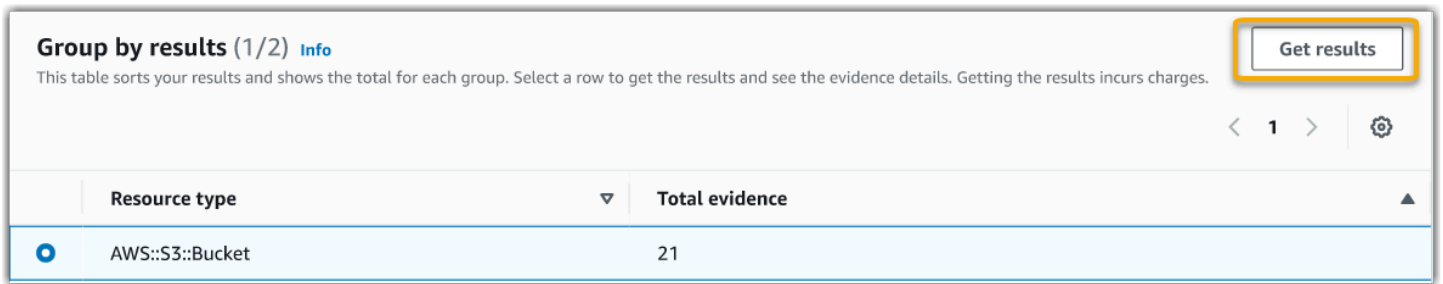 Group by results (1/2) Info
Get results
This table sorts your results and shows the total for each group. Select a row to get the results and see the evidence details. Getting the results incurs charges.
1
Resource type Total evidence
AWS::S3::Bucket 21